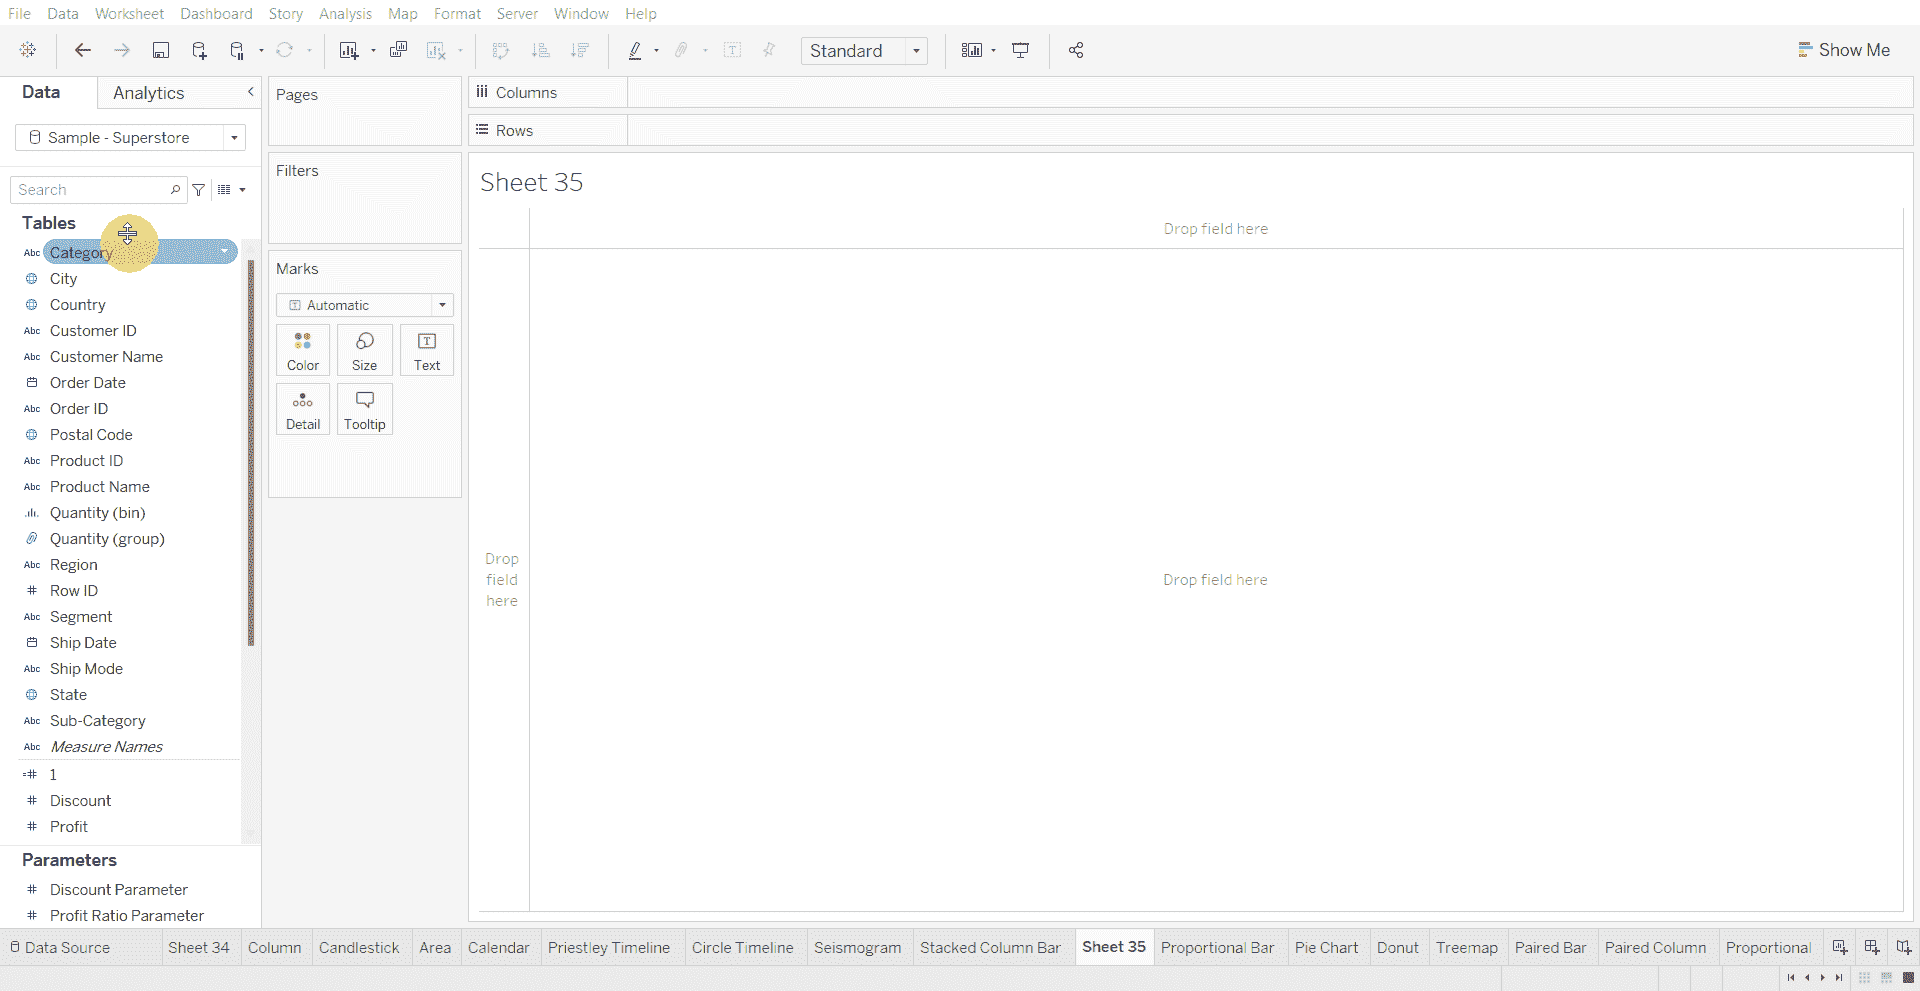 File Data Worksheet Dashboard Story Analysis Map Format Server Window Help
Standard
Show Me
Data Analytics
Sample - Superstore
Search
Tables
Abc Category
City
Country
Abc Customer ID
Abc Customer Name
Order Date
Abc Order ID
Postal Code
Abc Product ID
Abc Product Name
Quantity (bin)
Quantity (group)
Abc Region
# Row ID
Abc Segment
Ship Date
Abc Ship Mode
State
Abc Sub-Category
Abc Measure Names
=# 1
# Discount
# Profit
Parameters
# Discount Parameter
# Profit Ratio Parameter
Pages
Filters
Marks
Automatic
Color Size Text
Detail Tooltip
Columns
Rows
Sheet 35
Drop field here
Drop
field
here
Drop field here
Data Source Sheet 34 Column Candlestick Area Calendar Priestley Timeline Circle Timeline Seismogram Stacked Column Bar Sheet 35 Proportional Bar Pie Chart Donut Treemap Paired Bar Paired Column Proportional